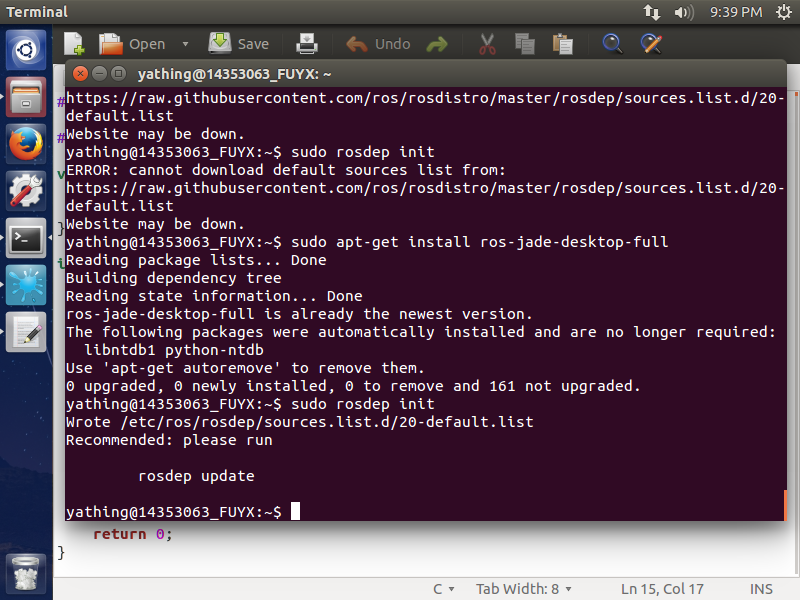 Terminal
9:39 PM
Open
Save
Undo
yathing@14353063_FUYX: ~
https://raw.githubusercontent.com/ros/rosdistro/master/rosdep/sources.list.d/20-
default.list
Website may be down.
yathing@14353063_FUYX:~$ sudo rosdep init
ERROR: cannot download default sources list from:
https://raw.githubusercontent.com/ros/rosdistro/master/rosdep/sources.list.d/20-
default.list
Website may be down.
yathing@14353063_FUYX:~$ sudo apt-get install ros-jade-desktop-full
Reading package lists... Done
Building dependency tree
Reading state information... Done
ros-jade-desktop-full is already the newest version.
The following packages were automatically installed and are no longer required:
libntdb1 python-ntdb
Use 'apt-get autoremove' to remove them.
0 upgraded, 0 newly installed, 0 to remove and 161 not upgraded.
yathing@14353063_FUYX:~$ sudo rosdep init
Wrote /etc/ros/rosdep/sources.list.d/20-default.list
Recommended: please run
rosdep update
yathing@14353063_FUYX:~$
#
#
v
}
i
return 0;
}
C
Tab Width: 8
Ln 15, Col 17
INS